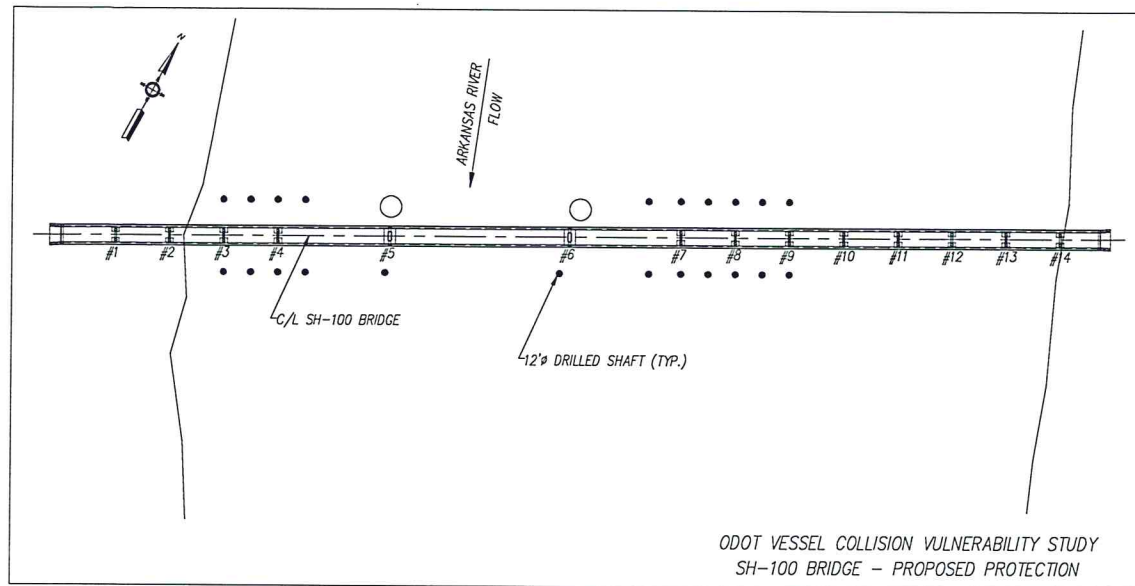 N
ARKANSAS RIVER
FLOW
#1
#2
#3
#4
#5
#6
#7
#8
#9
#10
#11
#12
#13
#14
C/L SH-100 BRIDGE
12'ø DRILLED SHAFT (TYP.)
ODOT VESSEL COLLISION VULNERABILITY STUDY
SH-100 BRIDGE – PROPOSED PROTECTION